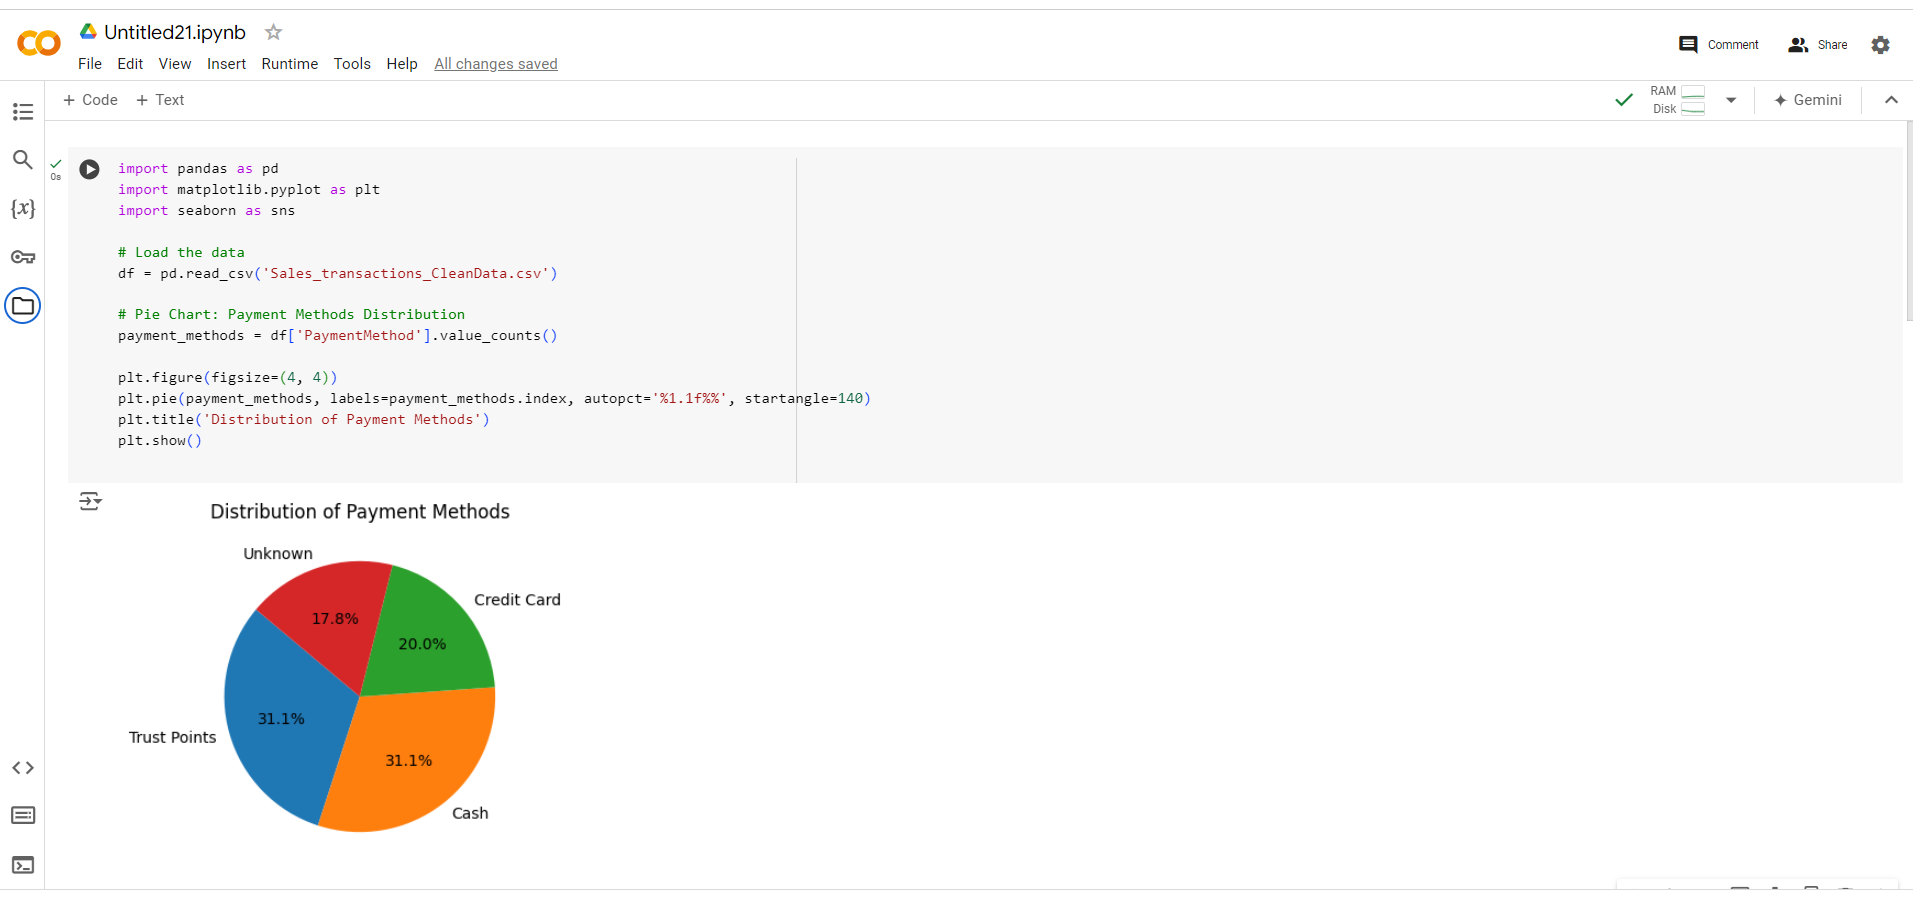 Untitled21.ipynb
File Edit View Insert Runtime Tools Help All changes saved
Comment Share
+ Code + Text
RAM
Disk
Gemini
{x}
0s
import pandas as pd
import matplotlib.pyplot as plt
import seaborn as sns
# Load the data
df = pd.read_csv('Sales_transactions_CleanData.csv')
# Pie Chart: Payment Methods Distribution
payment_methods = df['PaymentMethod'].value_counts()
plt.figure(figsize=(4, 4))
plt.pie(payment_methods, labels=payment_methods.index, autopct='%1.1f%%', startangle=140)
plt.title('Distribution of Payment Methods')
plt.show()
Distribution of Payment Methods
Unknown
Credit Card
17.8%
20.0%
31.1%
Trust Points
31.1%
Cash